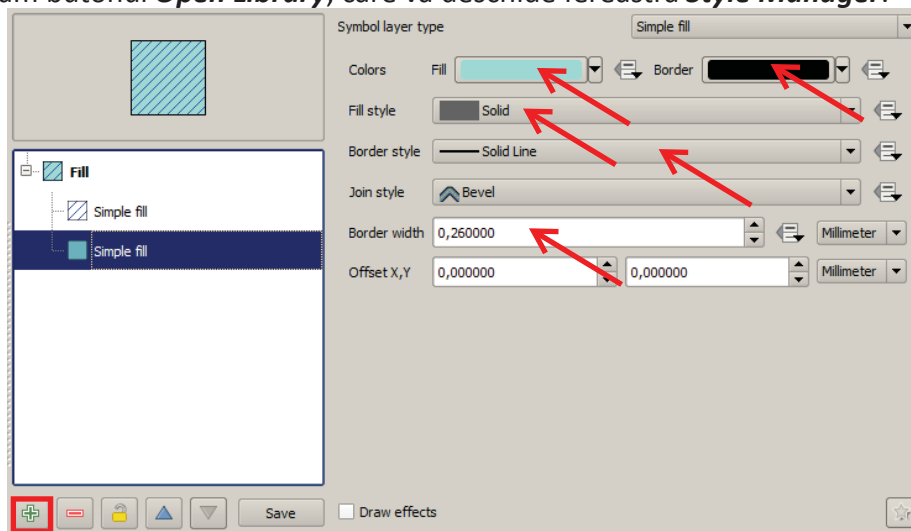 butonul Open Library, care va deschide fereastra Style Manager.
Symbol layer type Simple fill
Colors Fill Border
Fill style Solid
Border style Solid Line
Join style Bevel
Border width 0,260000 Millimeter
Offset X,Y 0,000000 0,000000 Millimeter
Fill
Simple fill
Simple fill
Save Draw effects